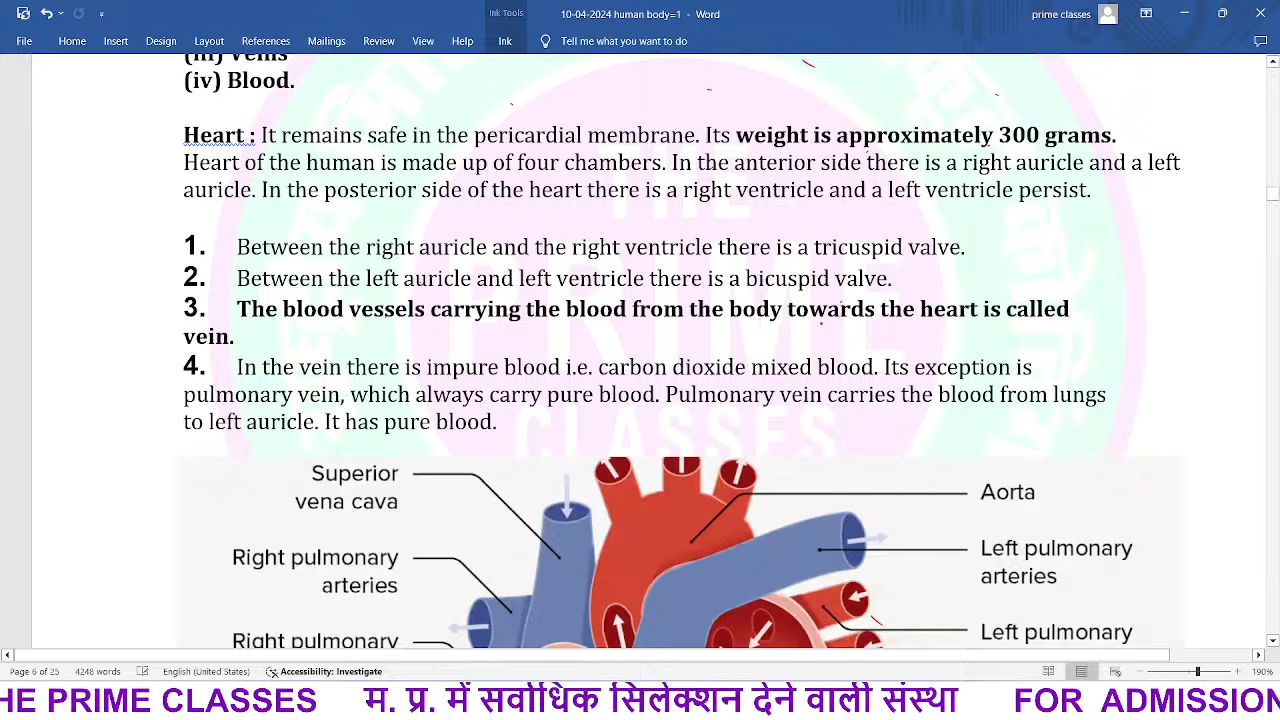 Ink Tools
10-04-2024 human body=1 - Word
prime classes
File Home Insert Design Layout References Mailings Review View Help Ink Tell me what you want to do
(iii) Veins
(iv) Blood.
Heart : It remains safe in the pericardial membrane. Its weight is approximately 300 grams.
Heart of the human is made up of four chambers. In the anterior side there is a right auricle and a left
auricle. In the posterior side of the heart there is a right ventricle and a left ventricle persist.
1. Between the right auricle and the right ventricle there is a tricuspid valve.
2. Between the left auricle and left ventricle there is a bicuspid valve.
3. The blood vessels carrying the blood from the body towards the heart is called
vein.
4. In the vein there is impure blood i.e. carbon dioxide mixed blood. Its exception is
pulmonary vein, which always carry pure blood. Pulmonary vein carries the blood from lungs
to left auricle. It has pure blood.
THE
PRIME
CLASSES
Superior
vena cava
Aorta
Right pulmonary
arteries
Left pulmonary
arteries
Right pulmonary
Left pulmonary
Page 6 of 25 4248 words English (United States) Accessibility: Investigate 190%
HE PRIME CLASSES म. प्र. में सर्वाधिक सिलेक्शन देने वाली संस्था FOR ADMISSION